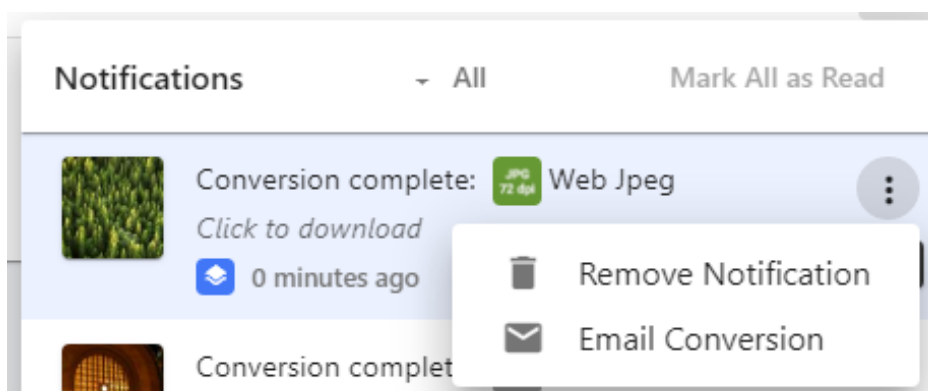 Notifications All Mark All as Read
Conversion complete: JPG 72 dpi Web Jpeg
Click to download
0 minutes ago
Remove Notification
Email Conversion
Conversion complet